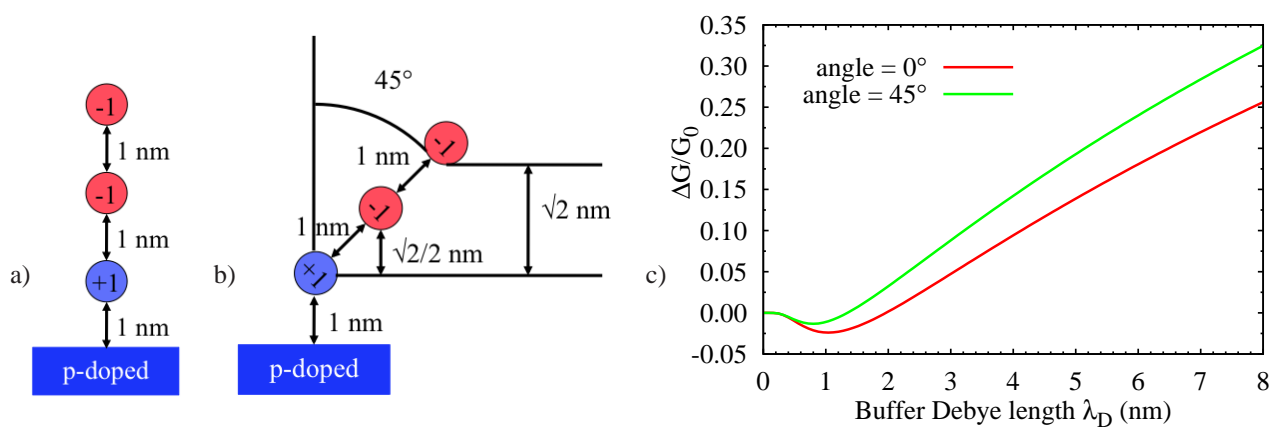 a)
-1
1 nm
-1
1 nm
+1
1 nm
p-doped
b)
45°
-1
1 nm
-1
1 nm
√2 nm
√2/2 nm
+1
1 nm
p-doped
c)
ΔG/G0
0.35
0.30
0.25
0.20
0.15
0.10
0.05
0.00
-0.05
angle = 0°
angle = 45°
0 1 2 3 4 5 6 7 8
Buffer Debye length λD (nm)